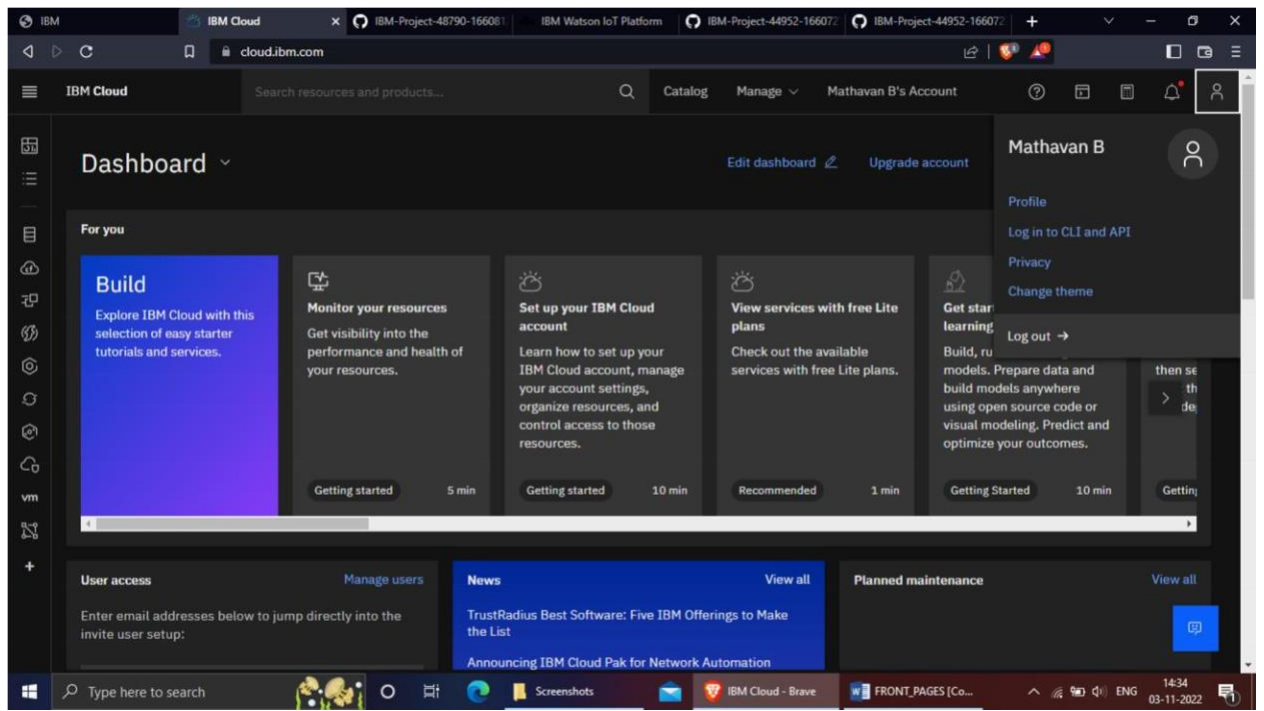 IBM
IBM Cloud
IBM-Project-48790-16608
IBM Watson IoT Platform
IBM-Project-44952-166072
IBM-Project-44952-166072
cloud.ibm.com
IBM Cloud
Search resources and products...
Catalog
Manage
Mathavan B's Account
Mathavan B
Profile
Log in to CLI and API
Privacy
Change theme
Log out →
Dashboard
Edit dashboard
Upgrade account
For you
Build
Explore IBM Cloud with this
selection of easy starter
tutorials and services.
Monitor your resources
Get visibility into the
performance and health of
your resources.
Getting started 5 min
Set up your IBM Cloud
account
Learn how to set up your
IBM Cloud account, manage
your account settings,
organize resources, and
control access to those
resources.
Getting started 10 min
View services with free Lite
plans
Check out the available
services with free Lite plans.
Recommended 1 min
Get star
learning
Build, ru
models. Prepare data and
build models anywhere
using open source code or
visual modeling. Predict and
optimize your outcomes.
Getting Started 10 min
then se
th
de
Getting
vm
User access
Manage users
Enter email addresses below to jump directly into the
invite user setup:
News
View all
TrustRadius Best Software: Five IBM Offerings to Make
the List
Announcing IBM Cloud Pak for Network Automation
Planned maintenance
View all
Type here to search
Screenshots
IBM Cloud - Brave
FRONT_PAGES [Co...
ENG
14:34
03-11-2022